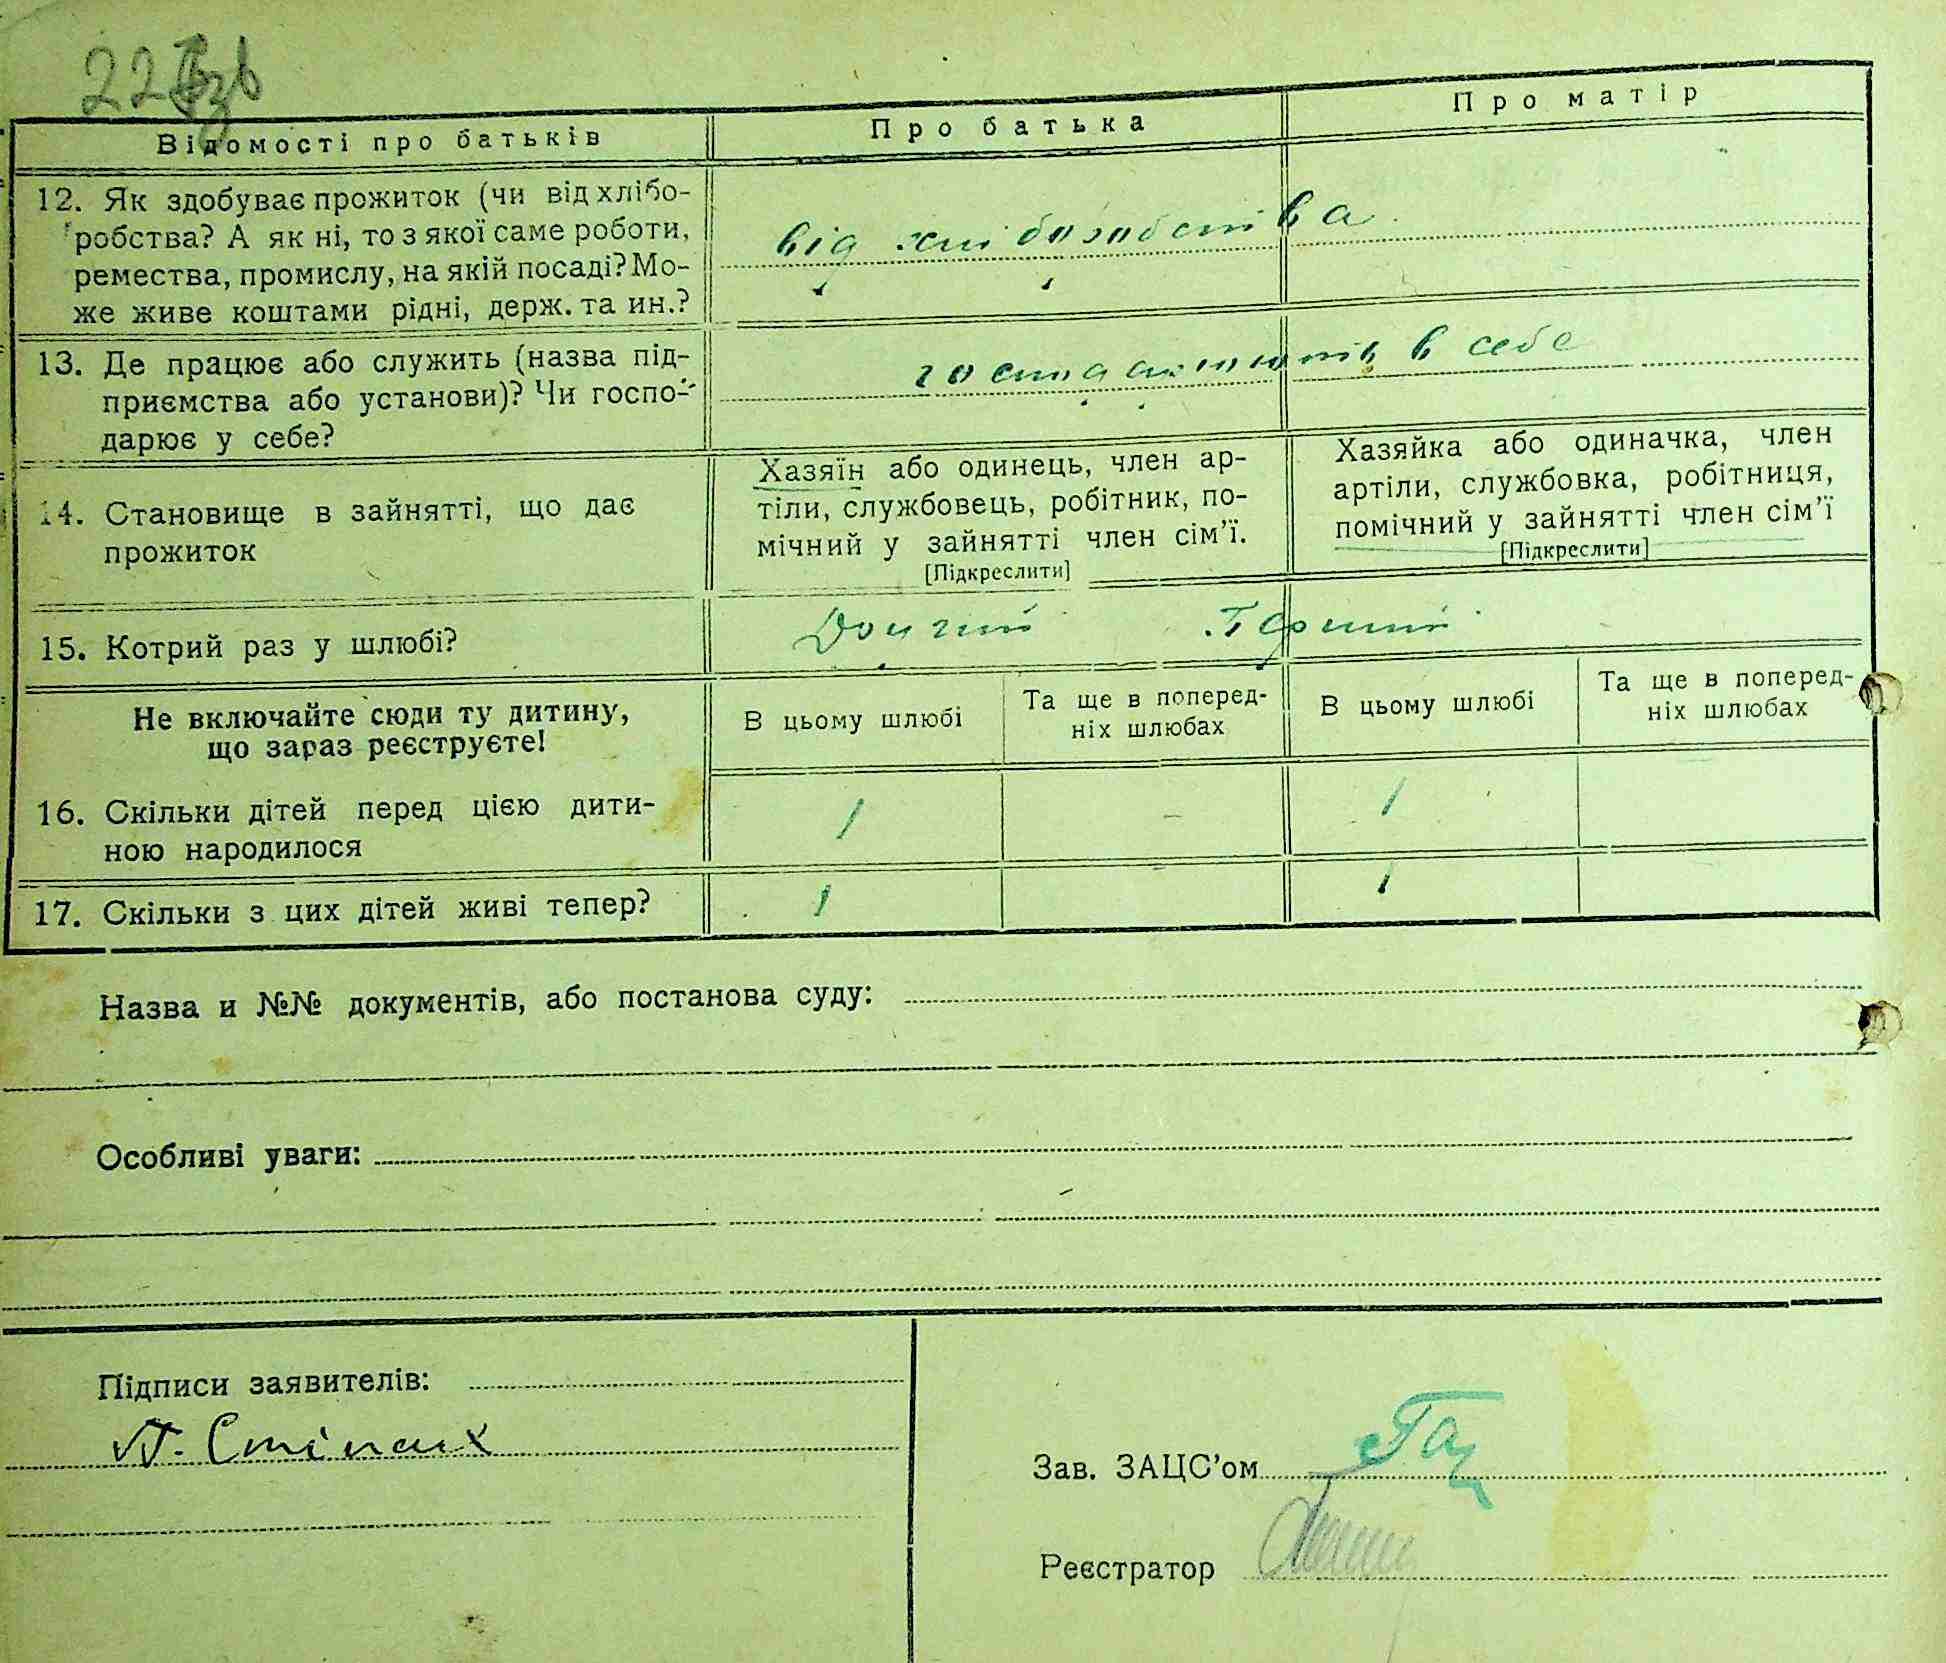 22
Відомості про батьків
Про батька
Про матір
12. Як здобуває прожиток (чи від хлібо-
робства? А як ні, то з якої саме роботи,
ремества, промислу, на якій посаді? Мо-
же живе коштами рідні, держ. та ин.?
від хліборобства
13. Де працює або служить (назва під-
приємства або установи)? Чи госпо-
дарює у себе?
в себе
14. Становище в зайнятті, що дає
прожиток
Хазяїн або одинець, член ар-
тіли, службовець, робітник, по-
мічний у зайнятті член сім'ї.
[Підкреслити]
Хазяйка або одиначка, член
артіли, службовка, робітниця,
помічний у зайнятті член сім'ї
[Підкреслити]
15. Котрий раз у шлюбі?
Другий
Перший
Не включайте сюди ту дитину,
що зараз реєструєте!
В цьому шлюбі
Та ще в поперед-
ніх шлюбах
В цьому шлюбі
Та ще в поперед-
ніх шлюбах
16. Скільки дітей перед цією дити-
ною народилося
1
-
1
17. Скільки з цих дітей живі тепер?
1
1
Назва и №№ документів, або постанова суду:
Особливі уваги:
Підписи заявителів:
Зав. ЗАЦС'ом
Реєстратор